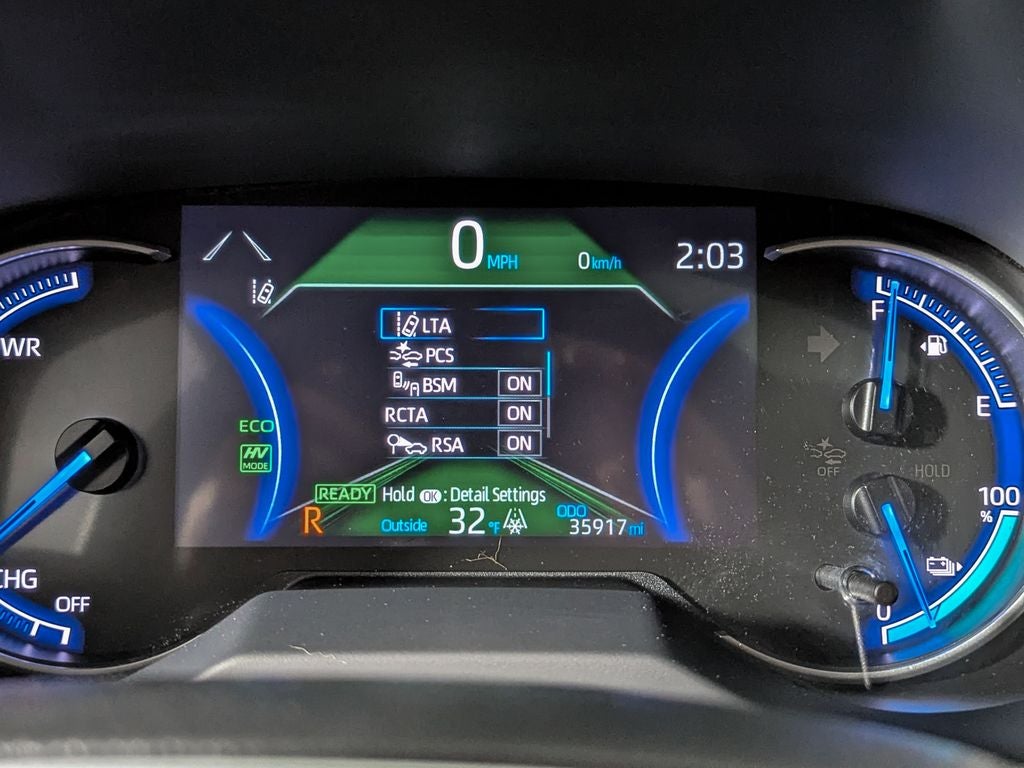 0 MPH 0 km/h 2:03
WR
LTA
PCS
BSM ON
RCTA ON
RSA ON
ECO
HV
MODE
READY Hold OK : Detail Settings
R Outside 32 °F ODO
35917 mi
CHG
OFF
F
E
OFF
HOLD
100
%
0